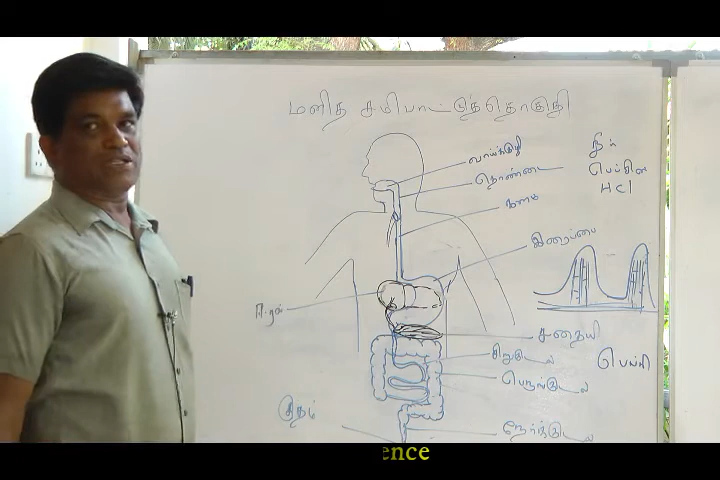 மனித சமிபாட்டுத்தொகுதி
வாய்க்குழி
தொண்டை
களம்
இரைப்பை
நீர்
பெப்சின்
HCl
ஈரல்
சதையி
சிறுகுடல்
பெருங்குடல்
நேர்குடல்
ence